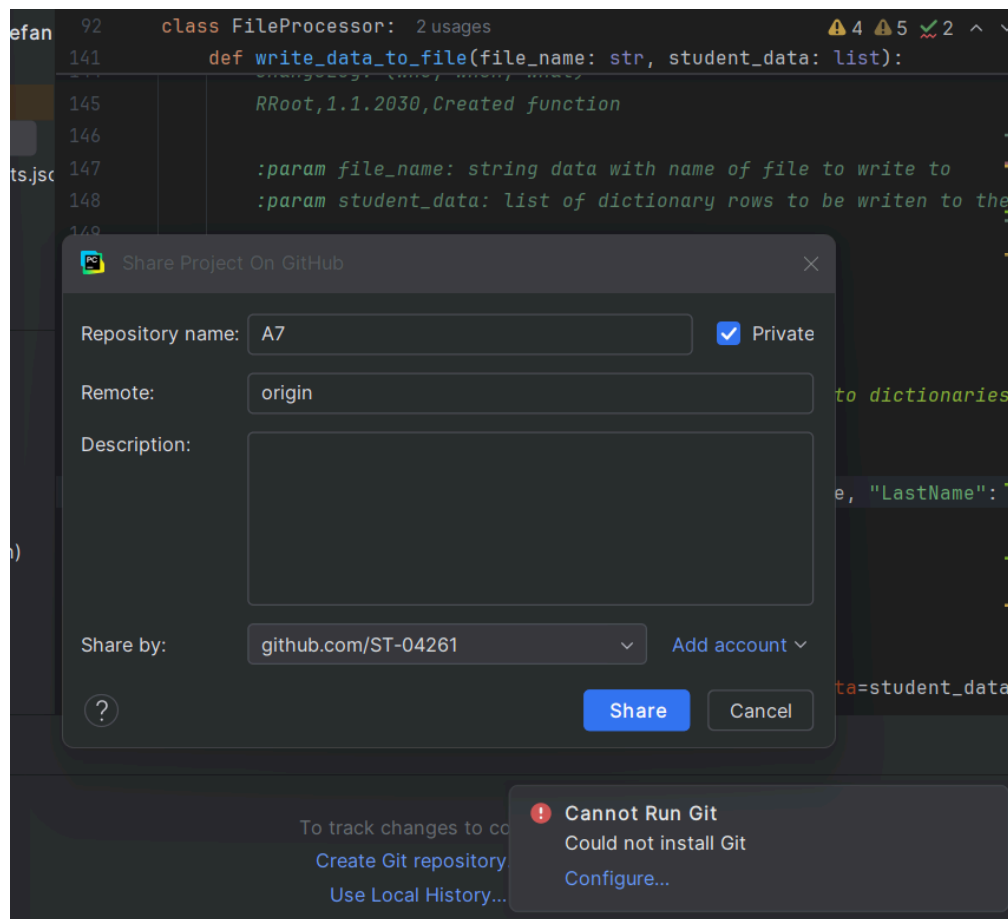 efan
92 class FileProcessor: 2 usages 4 5 2
141 def write_data_to_file(file_name: str, student_data: list):
145 RRoot,1.1.2030,Created function
146
ts.jsc 147 :param file_name: string data with name of file to write to
148 :param student_data: list of dictionary rows to be writen to the
149
PC Share Project On GitHub
Repository name: A7 Private
Remote: origin
to dictionaries
Description:
e, "LastName":
)
Share by: github.com/ST-04261 Add account
ta=student_data
? Share Cancel
Cannot Run Git
To track changes to co
Could not install Git
Create Git repository
Configure...
Use Local History...